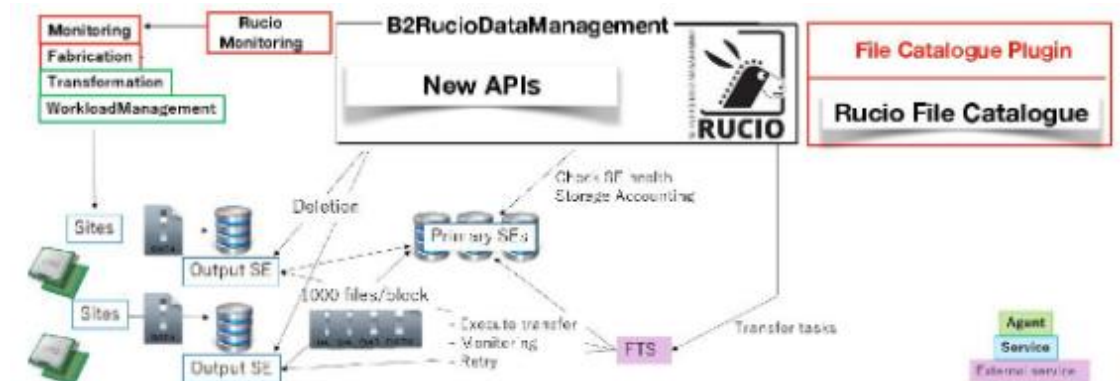 Monitoring
Fabrication
Transformation
WorkloadManagement
Rucio
Monitoring
B2RucioDataManagement
New APIs
RUCIO
File Catalogue Plugin
Rucio File Catalogue
Check SE health
Storage Accounting
Deletion
Sites
DATA
Output SE
Primary SEs
1000 files/block
Sites
DATA
Output SE
- Execute transfer
- Monitoring
- Retry
FTS
Transfer tasks
Agent
Service
External service